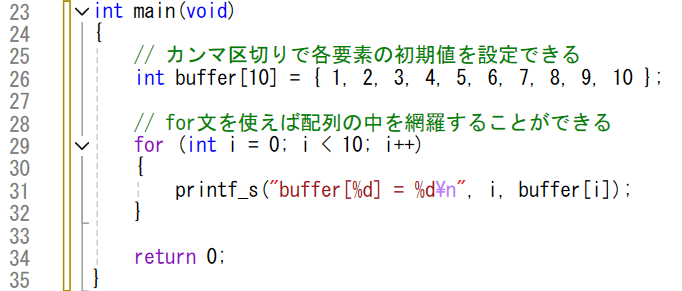 23 int main(void)
24 {
25 // カンマ区切りで各要素の初期値を設定できる
26 int buffer[10] = { 1, 2, 3, 4, 5, 6, 7, 8, 9, 10 };
27
28 // for文を使えば配列の中を網羅することができる
29 for (int i = 0; i < 10; i++)
30 {
31 printf_s("buffer[%d] = %d¥n", i, buffer[i]);
32 }
33
34 return 0;
35 }